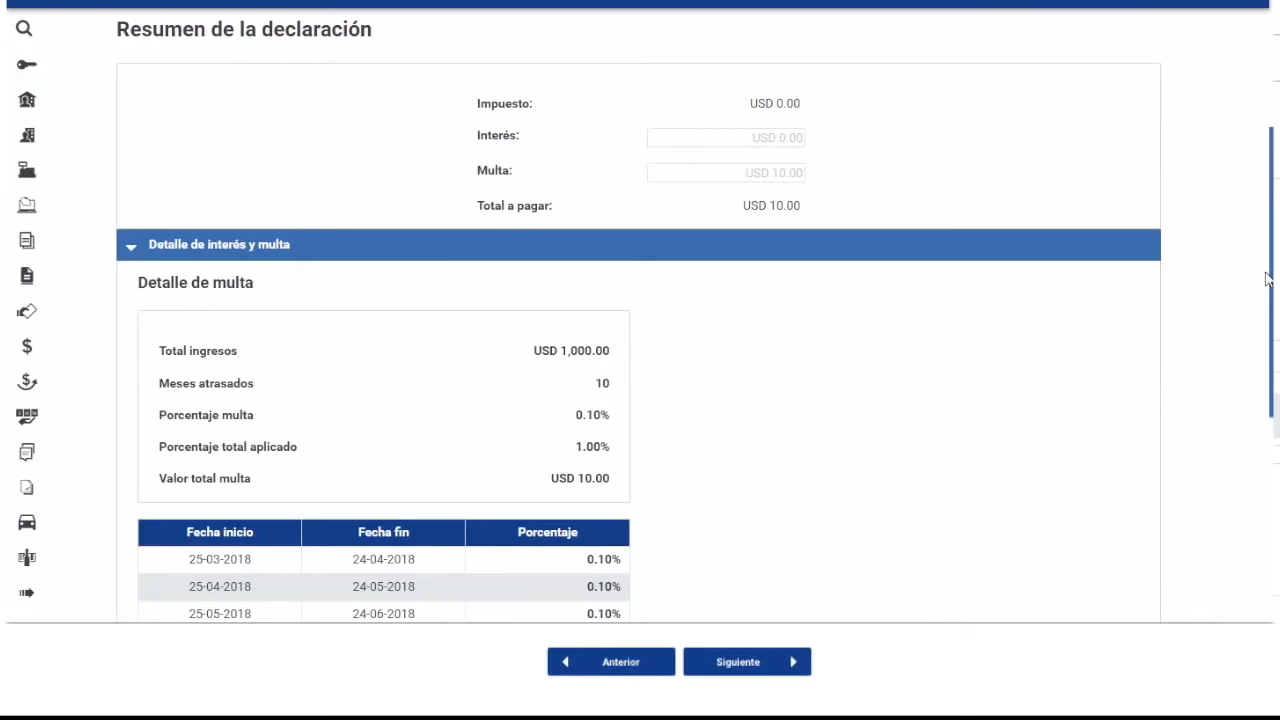 Resumen de la declaración
Impuesto: USD 0.00
Interés: USD 0.00
Multa: USD 10.00
Total a pagar: USD 10.00
Detalle de interés y multa
Detalle de multa
Total ingresos USD 1,000.00
Meses atrasados 10
Porcentaje multa 0.10%
Porcentaje total aplicado 1.00%
Valor total multa USD 10.00
Fecha inicio Fecha fin Porcentaje
25-03-2018 24-04-2018 0.10%
25-04-2018 24-05-2018 0.10%
25-05-2018 24-06-2018 0.10%
Anterior Siguiente